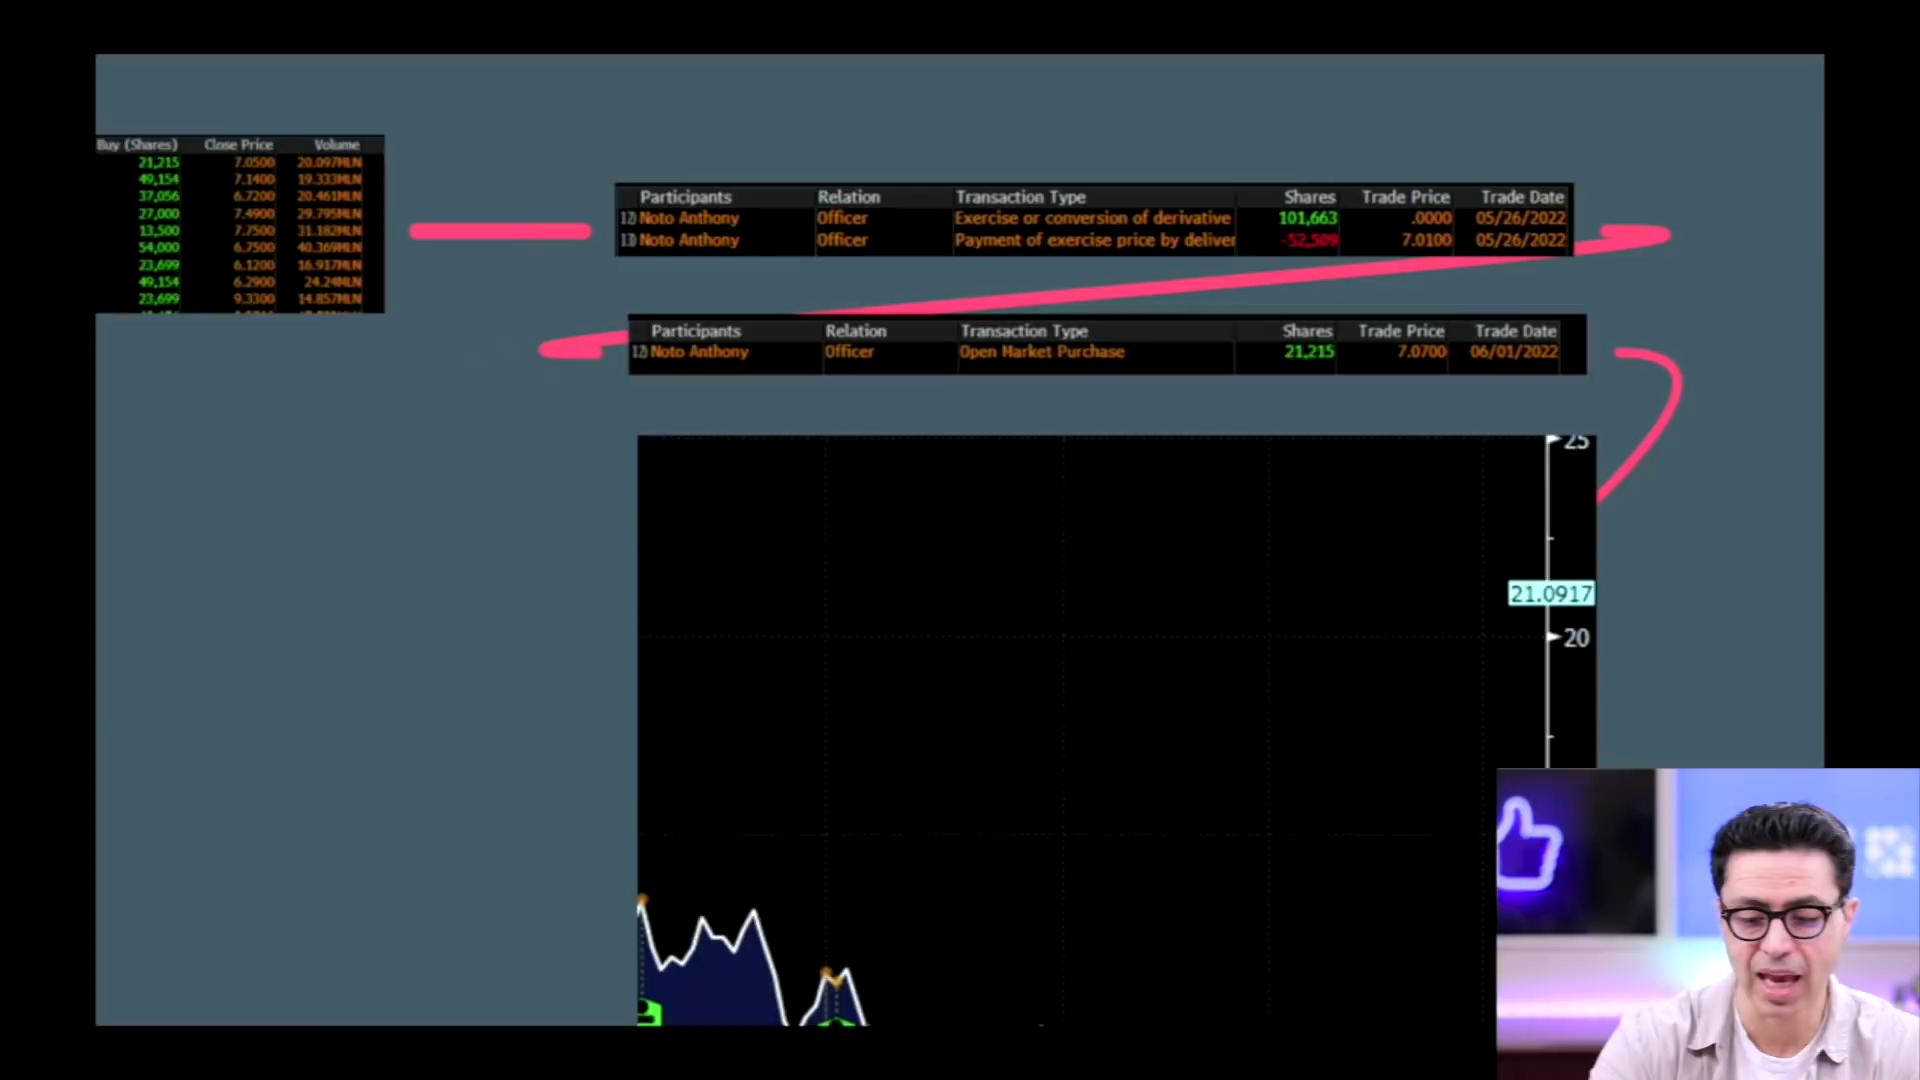 Buy (Shares) Close Price Volume
21,215 7.0500 20.097MLN
49,154 7.1400 19.333MLN
37,056 6.7200 20.461MLN
27,000 7.4900 29.795MLN
13,500 7.7500 31.182MLN
54,000 6.7500 40.369MLN
23,699 6.1200 16.917MLN
49,154 6.2900 24.24MLN
23,699 9.3300 14.857MLN
Participants Relation Transaction Type Shares Trade Price Trade Date
12) Noto Anthony Officer Exercise or conversion of derivative 101,663 .0000 05/26/2022
13) Noto Anthony Officer Payment of exercise price by deliver -52,509 7.0100 05/26/2022
Participants Relation Transaction Type Shares Trade Price Trade Date
12) Noto Anthony Officer Open Market Purchase 21,215 7.0700 06/01/2022
25
21.0917
20